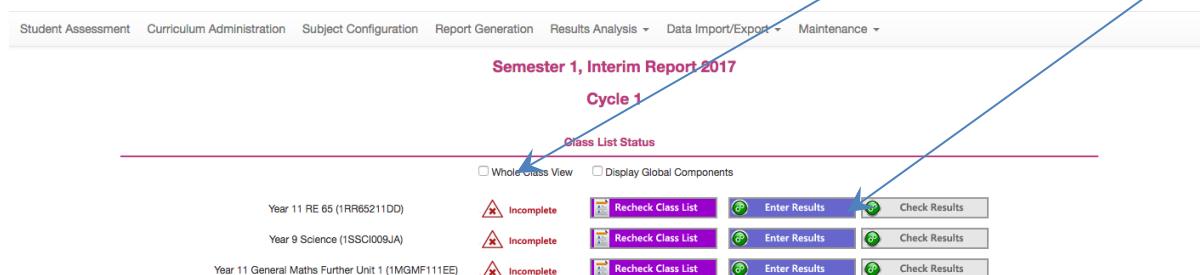 Student Assessment Curriculum Administration Subject Configuration Report Generation Results Analysis Data Import/Export Maintenance
Semester 1, Interim Report 2017
Cycle 1
Class List Status
Whole Class View Display Global Components
Year 11 RE 65 (1RR65211DD) Incomplete Recheck Class List Enter Results Check Results
Year 9 Science (1SSCI009JA) Incomplete Recheck Class List Enter Results Check Results
Year 11 General Maths Further Unit 1 (1MGMF111EE) Incomplete Recheck Class List Enter Results Check Results